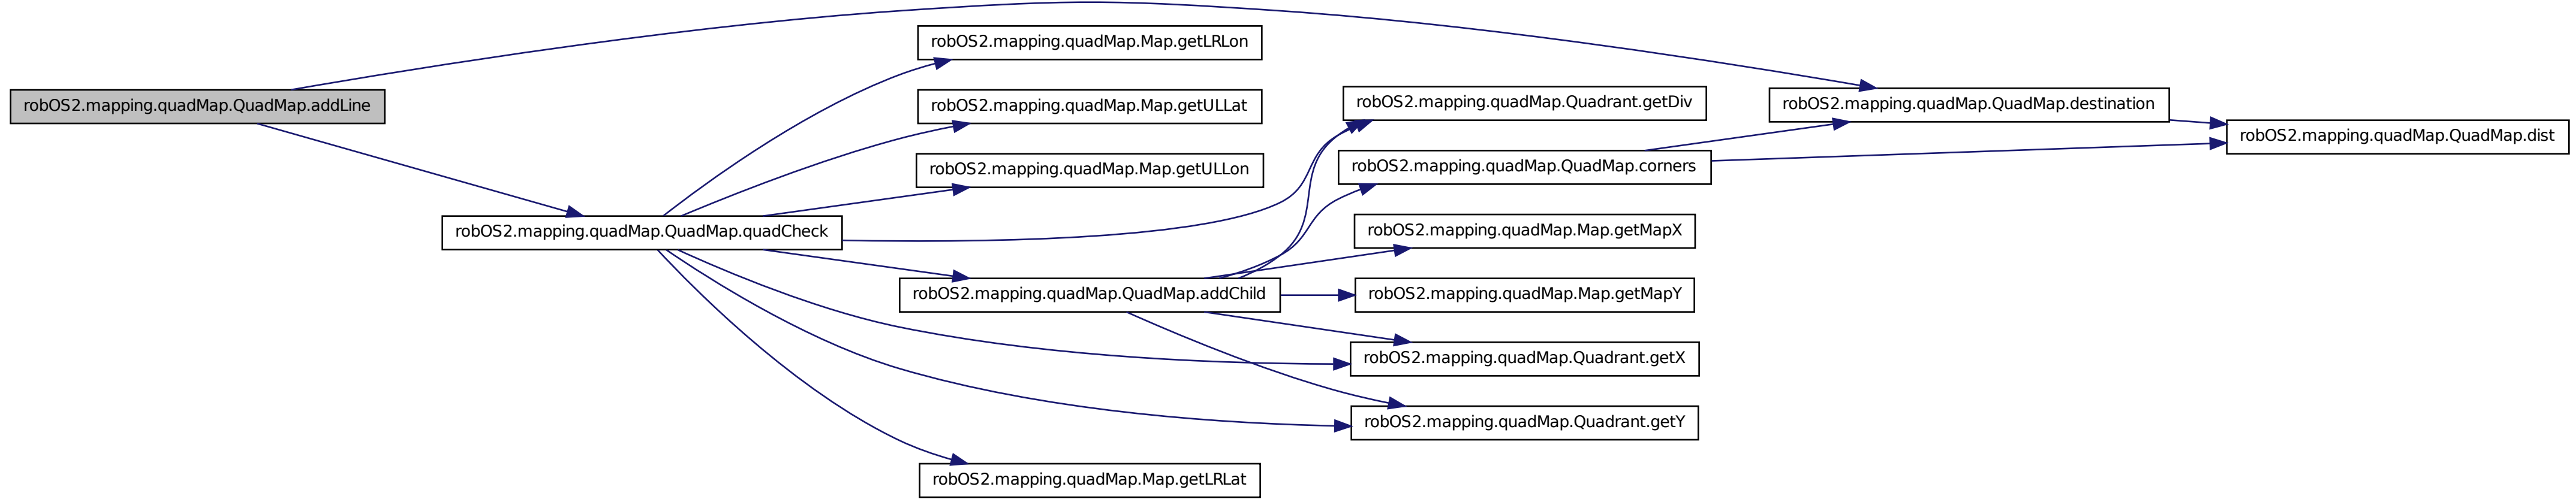 robOS2.mapping.quadMap.QuadMap.addLine
robOS2.mapping.quadMap.QuadMap.quadCheck
robOS2.mapping.quadMap.Map.getLRLon
robOS2.mapping.quadMap.Map.getULLat
robOS2.mapping.quadMap.Map.getULLon
robOS2.mapping.quadMap.QuadMap.addChild
robOS2.mapping.quadMap.Map.getLRLat
robOS2.mapping.quadMap.Quadrant.getDiv
robOS2.mapping.quadMap.QuadMap.corners
robOS2.mapping.quadMap.Map.getMapX
robOS2.mapping.quadMap.Map.getMapY
robOS2.mapping.quadMap.Quadrant.getX
robOS2.mapping.quadMap.Quadrant.getY
robOS2.mapping.quadMap.QuadMap.destination
robOS2.mapping.quadMap.QuadMap.dist